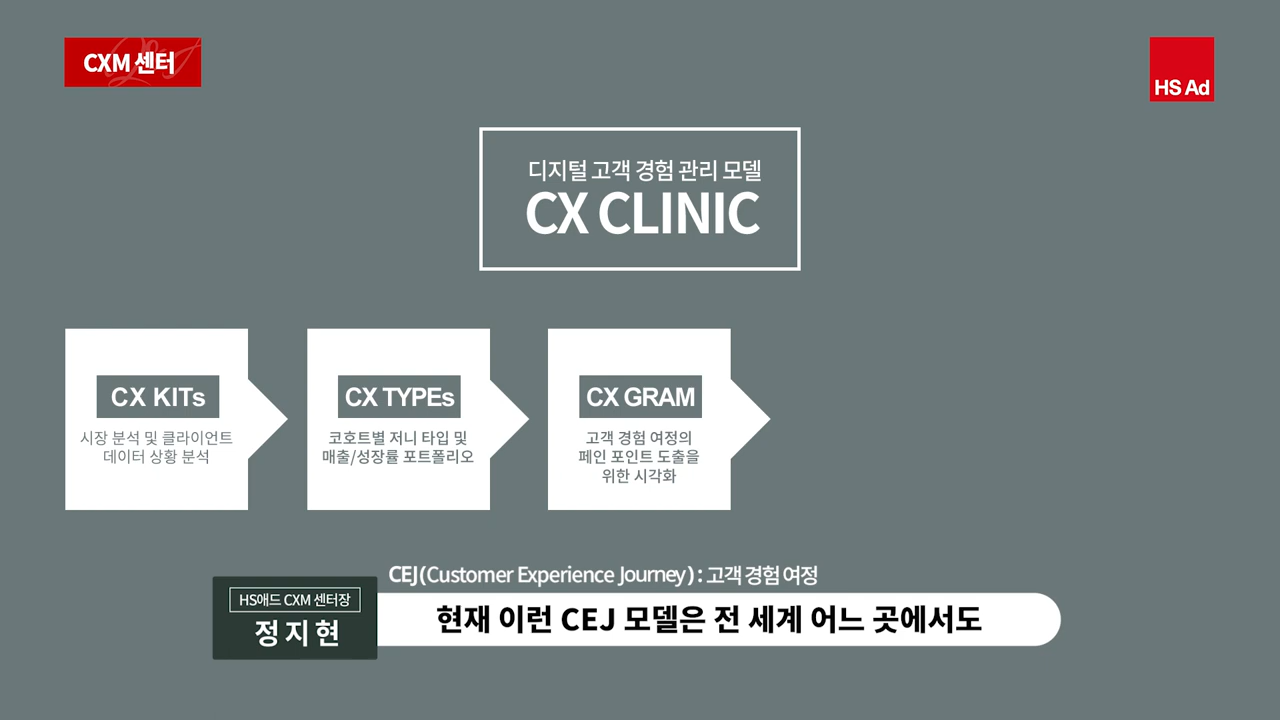 CXM 센터
HS Ad
디지털 고객 경험 관리 모델
CX CLINIC
CX KITs
시장 분석 및 클라이언트
데이터 상황 분석
CX TYPEs
코호트별 저니 타입 및
매출/성장률 포트폴리오
CX GRAM
고객 경험 여정의
페인 포인트 도출을
위한 시각화
CEJ(Customer Experience Journey) : 고객 경험 여정
HS애드 CXM 센터장
정지현
현재 이런 CEJ 모델은 전 세계 어느 곳에서도